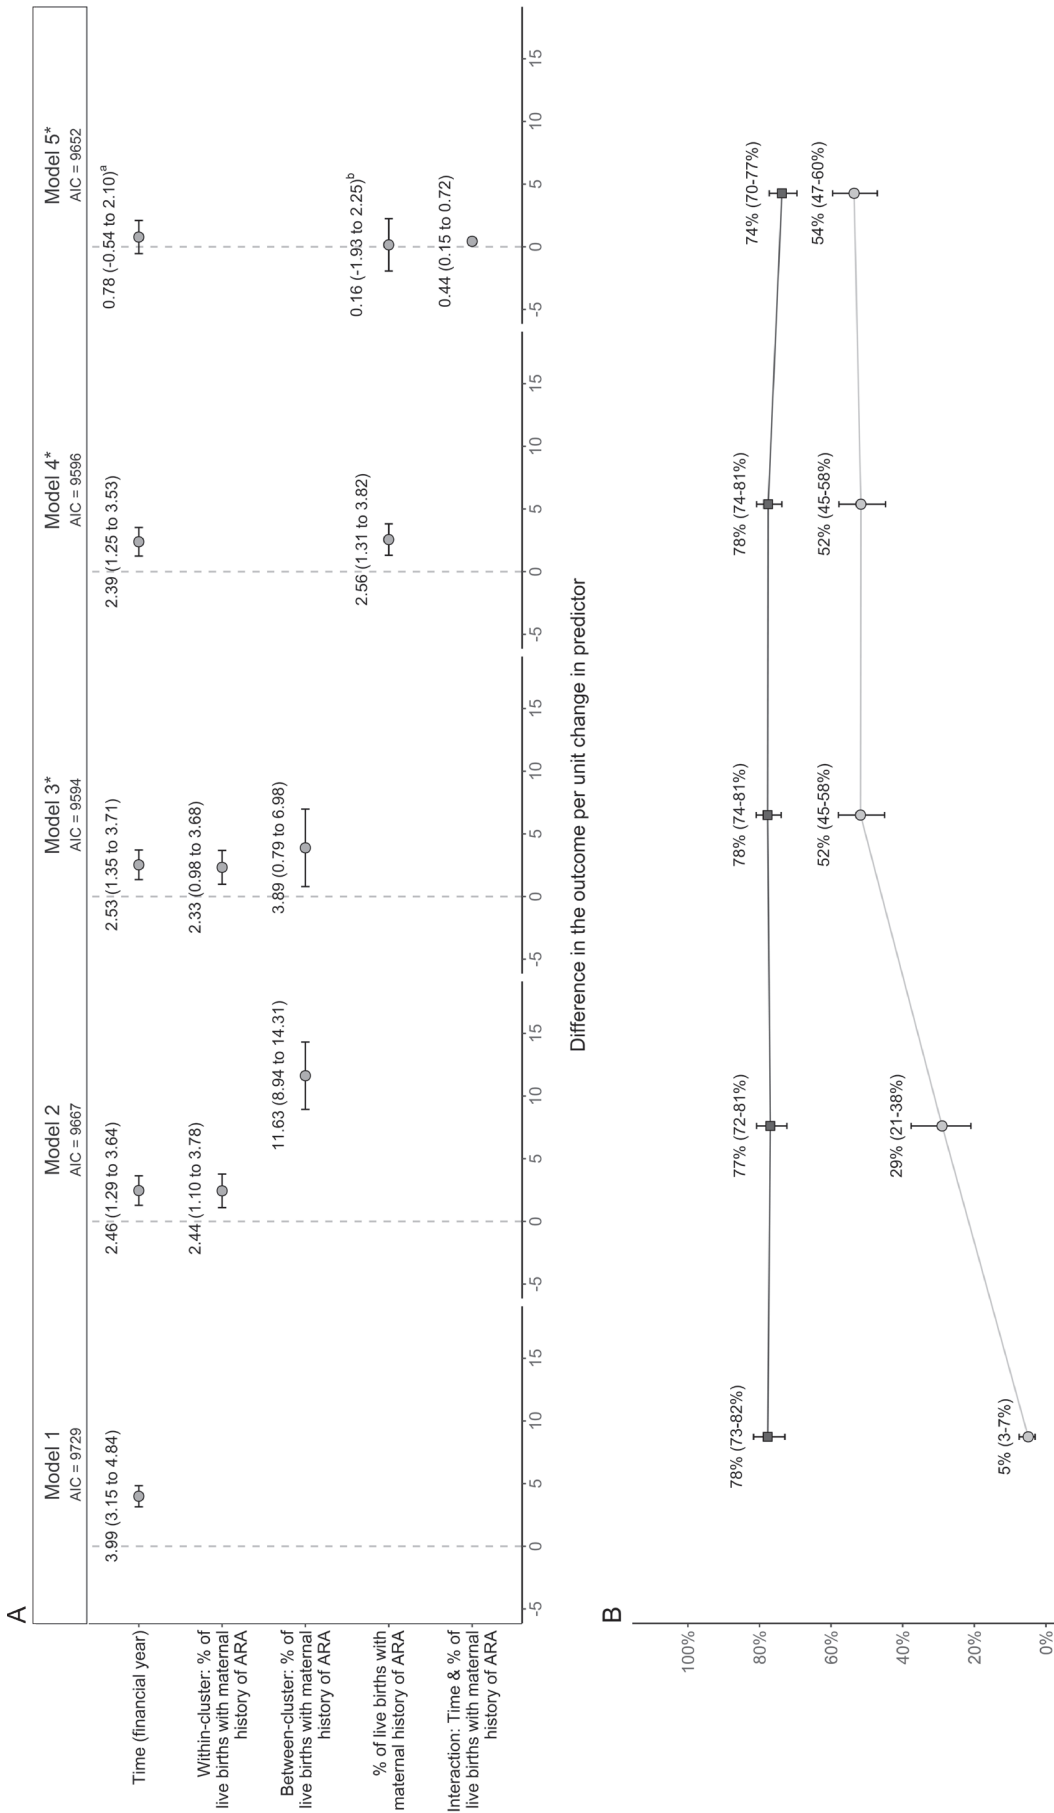 A
Model 1
AIC = 9729
Model 2
AIC = 9667
Model 3*
AIC = 9594
Model 4*
AIC = 9596
Model 5*
AIC = 9652
Time (financial year)
3.99 (3.15 to 4.84)
2.46 (1.29 to 3.64)
2.53 (1.35 to 3.71)
2.39 (1.25 to 3.53)
0.78 (-0.54 to 2.10)a
Within-cluster: % of
live births with maternal
history of ARA
2.44 (1.10 to 3.78)
2.33 (0.98 to 3.68)
Between-cluster: % of
live births with maternal
history of ARA
11.63 (8.94 to 14.31)
3.89 (0.79 to 6.98)
% of live births with
maternal history of ARA
2.56 (1.31 to 3.82)
0.16 (-1.93 to 2.25)b
Interaction: Time & % of
live births with maternal
history of ARA
0.44 (0.15 to 0.72)
-5 0 5 10 15
-5 0 5 10 15
-5 0 5 10 15
-5 0 5 10 15
-5 0 5 10 15
Difference in the outcome per unit change in predictor
B
100%
80%
60%
40%
20%
0%
78% (73-82%)
77% (72-81%)
78% (74-81%)
78% (74-81%)
74% (70-77%)
5% (3-7%)
29% (21-38%)
52% (45-58%)
52% (45-58%)
54% (47-60%)